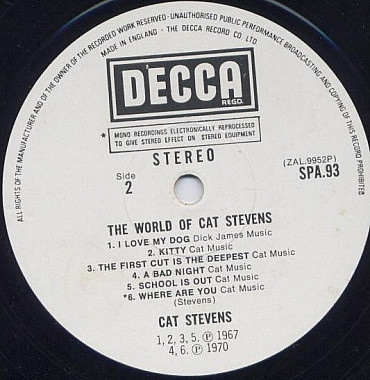 ALL RIGHTS OF THE MANUFACTURER AND OF THE OWNER OF THE RECORDED WORK RESERVED · UNAUTHORISED PUBLIC PERFORMANCE BROADCASTING AND COPYING OF THIS RECORD PROHIBITED
MADE IN ENGLAND · THE DECCA RECORD CO LTD
DECCA
REGD.
* MONO RECORDINGS ELECTRONICALLY REPROCESSED
TO GIVE STEREO EFFECT ON STEREO EQUIPMENT
STEREO
Side
2
(ZAL.9952P)
SPA.93
THE WORLD OF CAT STEVENS
1. I LOVE MY DOG Dick James Music
2. KITTY Cat Music
3. THE FIRST CUT IS THE DEEPEST Cat Music
4. A BAD NIGHT Cat Music
5. SCHOOL IS OUT Cat Music
*6. WHERE ARE YOU Cat Music
(Stevens)
CAT STEVENS
1, 2, 3, 5. ℗ 1967
4, 6. ℗ 1970